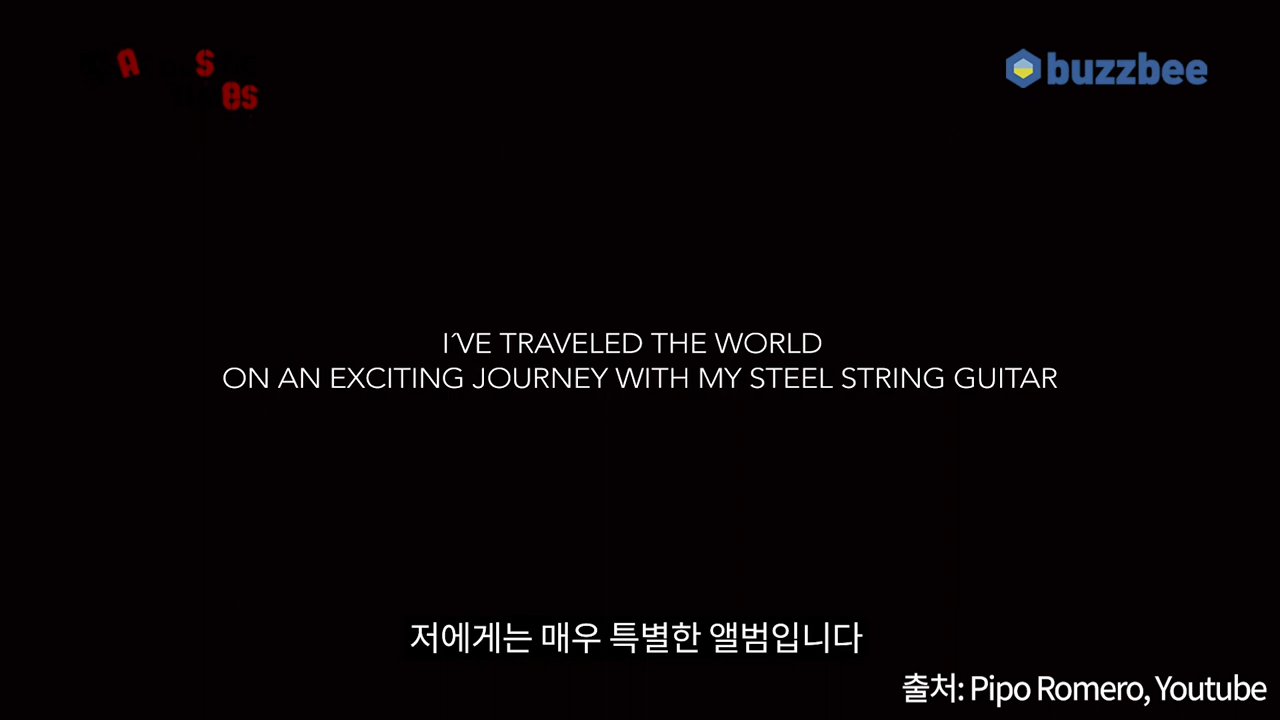 buzzbee
I´VE TRAVELED THE WORLD
ON AN EXCITING JOURNEY WITH MY STEEL STRING GUITAR
저에게는 매우 특별한 앨범입니다
출처: Pipo Romero, Youtube